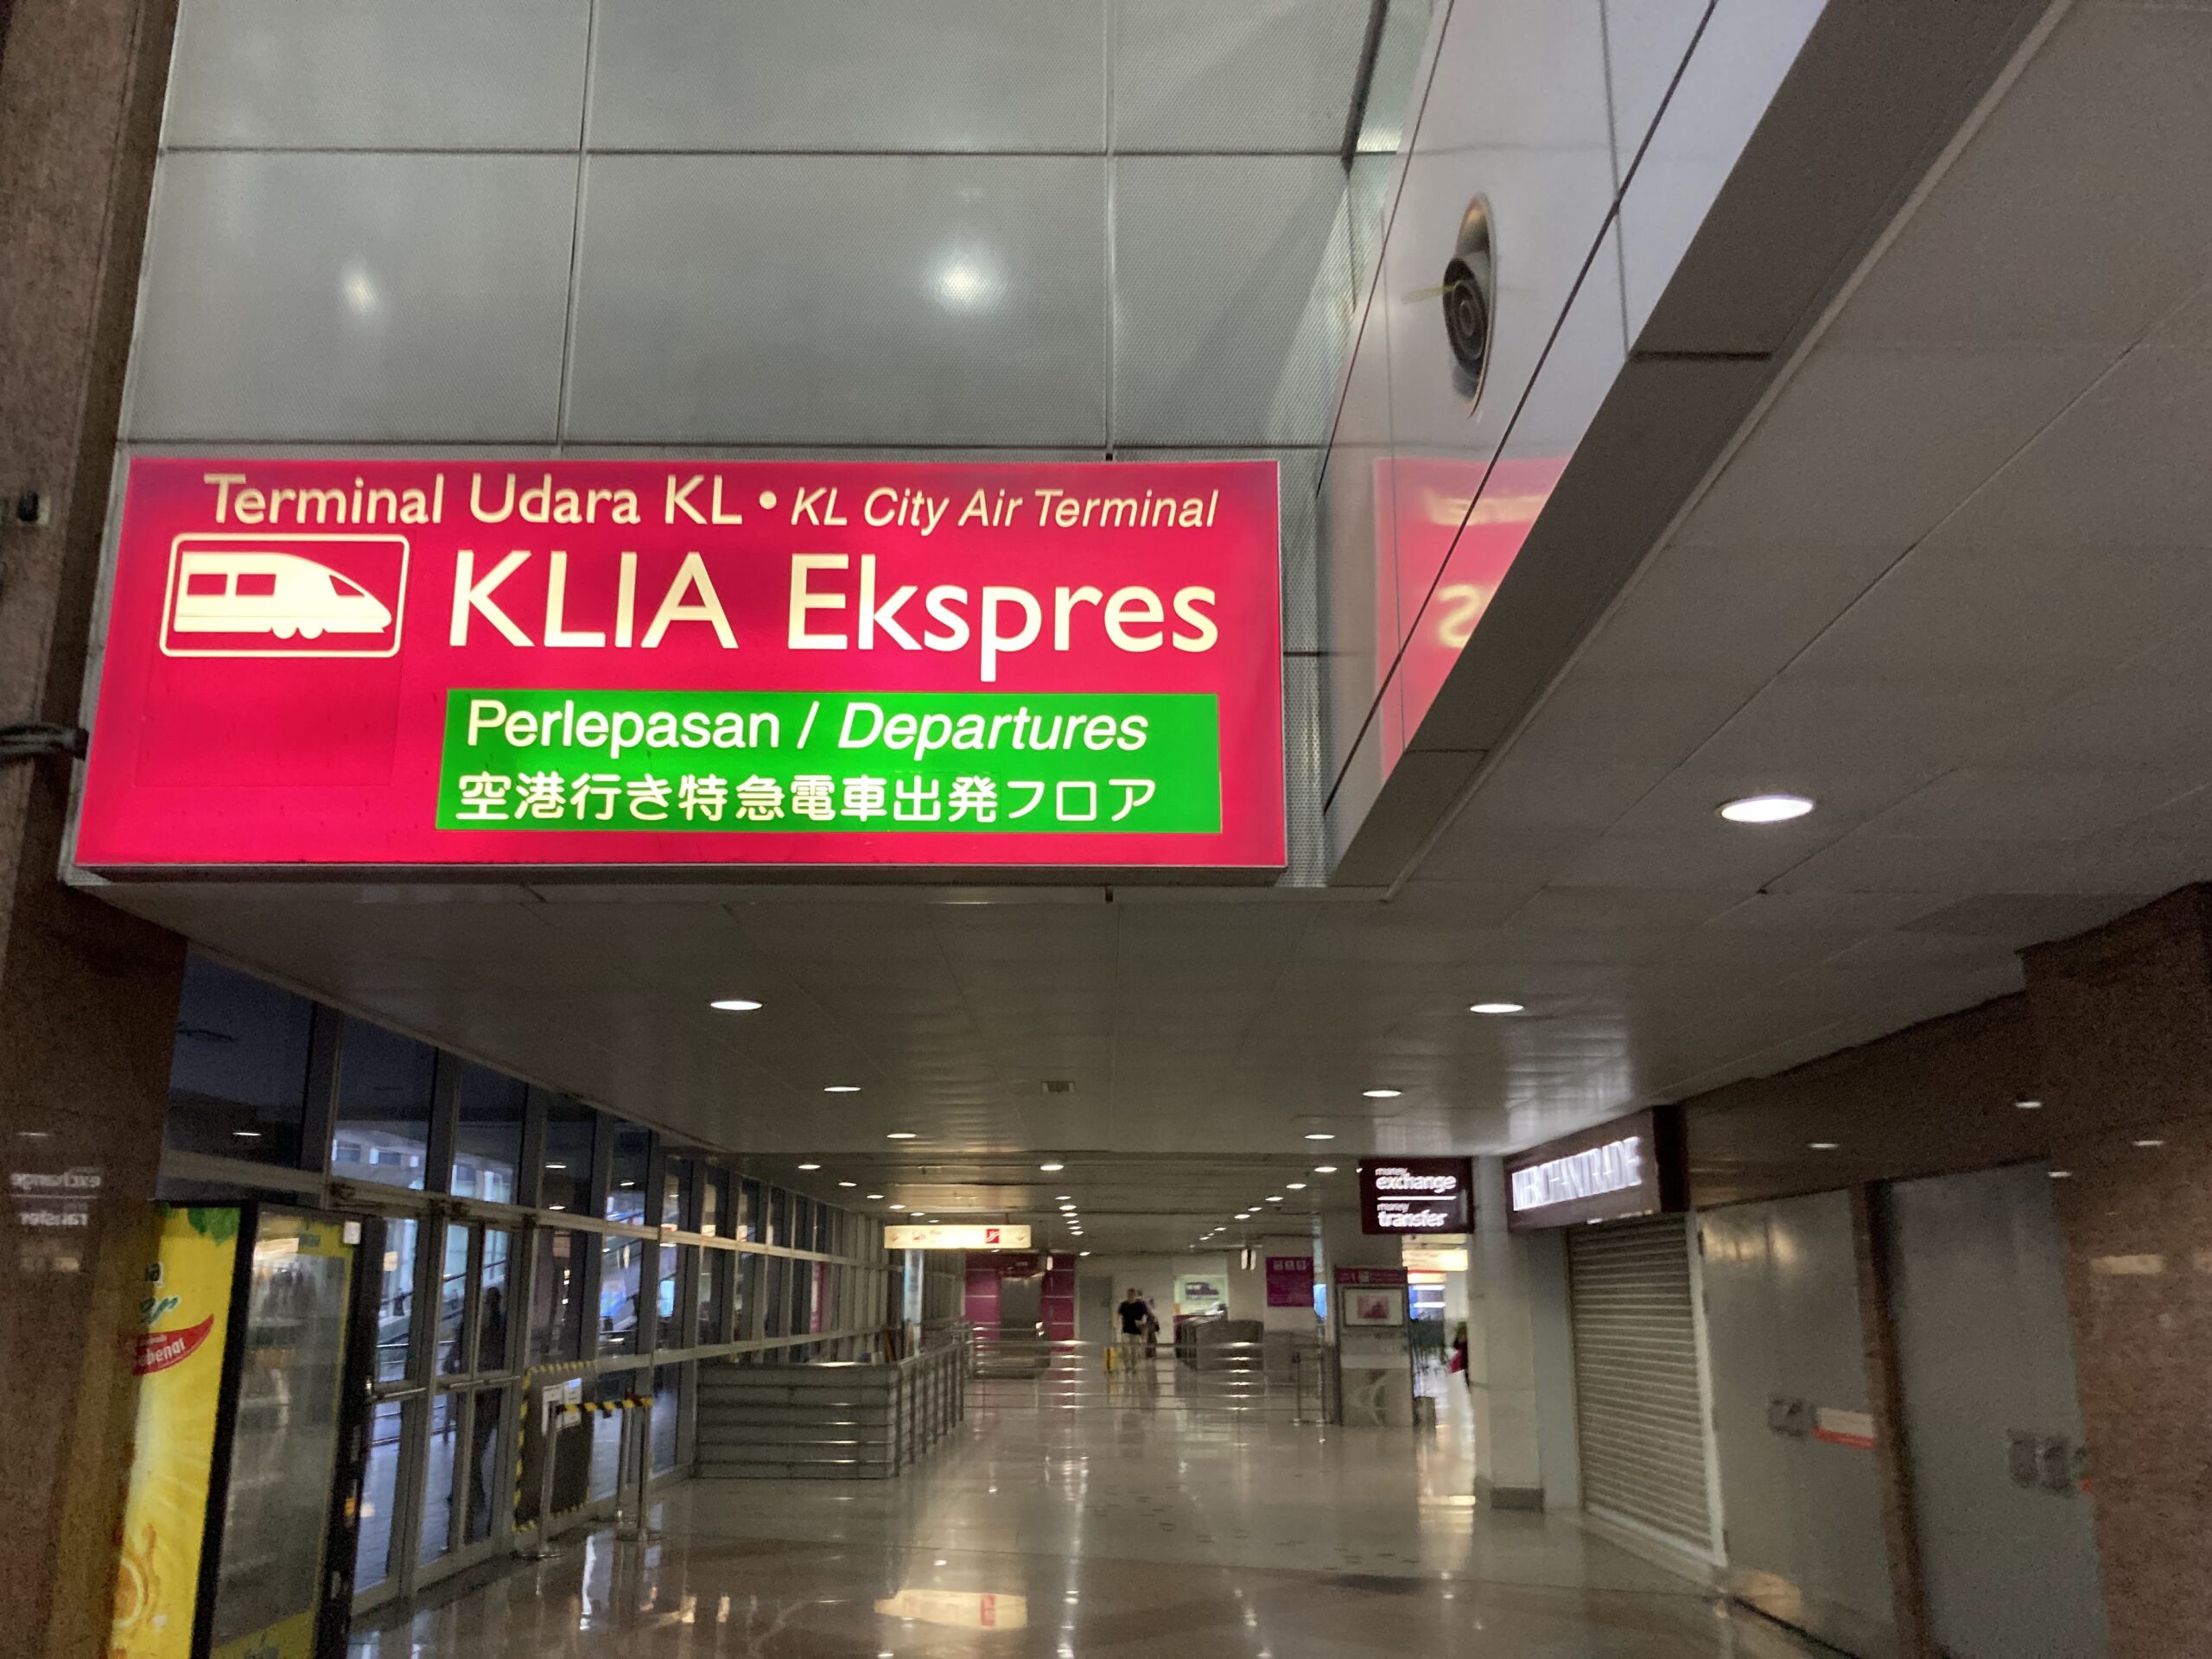 Terminal Udara KL • KL City Air Terminal
KLIA Ekspres
Perlepasan / Departures
空港行き特急電車出発フロア
money
exchange
money
transfer
MERCHANTRADE